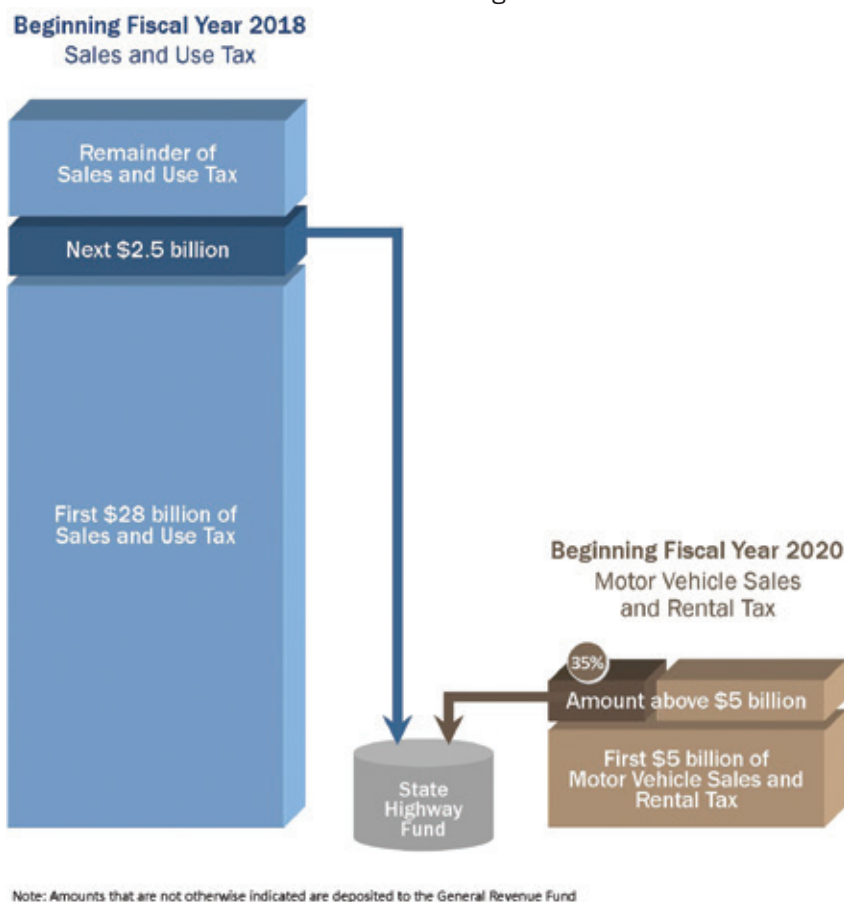 Beginning Fiscal Year 2018
Sales and Use Tax
Remainder of
Sales and Use Tax
Next $2.5 billion
First $28 billion of
Sales and Use Tax
Beginning Fiscal Year 2020
Motor Vehicle Sales
and Rental Tax
35%
Amount above $5 billion
First $5 billion of
Motor Vehicle Sales and
Rental Tax
State
Highway
Fund
Note: Amounts that are not otherwise indicated are deposited to the General Revenue Fund